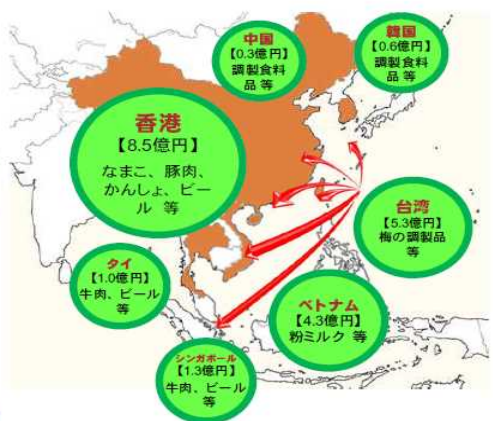 中国
【0.3億円】
調製食料
品 等
韓国
【0.6億円】
調製食料
品 等
香港
【8.5億円】
なまこ、豚肉、
かんしょ、ビー
ル 等
台湾
【5.3億円】
梅の調製品
等
タイ
【1.0億円】
牛肉、ビール
等
ベトナム
【4.3億円】
粉ミルク 等
シンガポール
【1.3億円】
牛肉、ビール
等